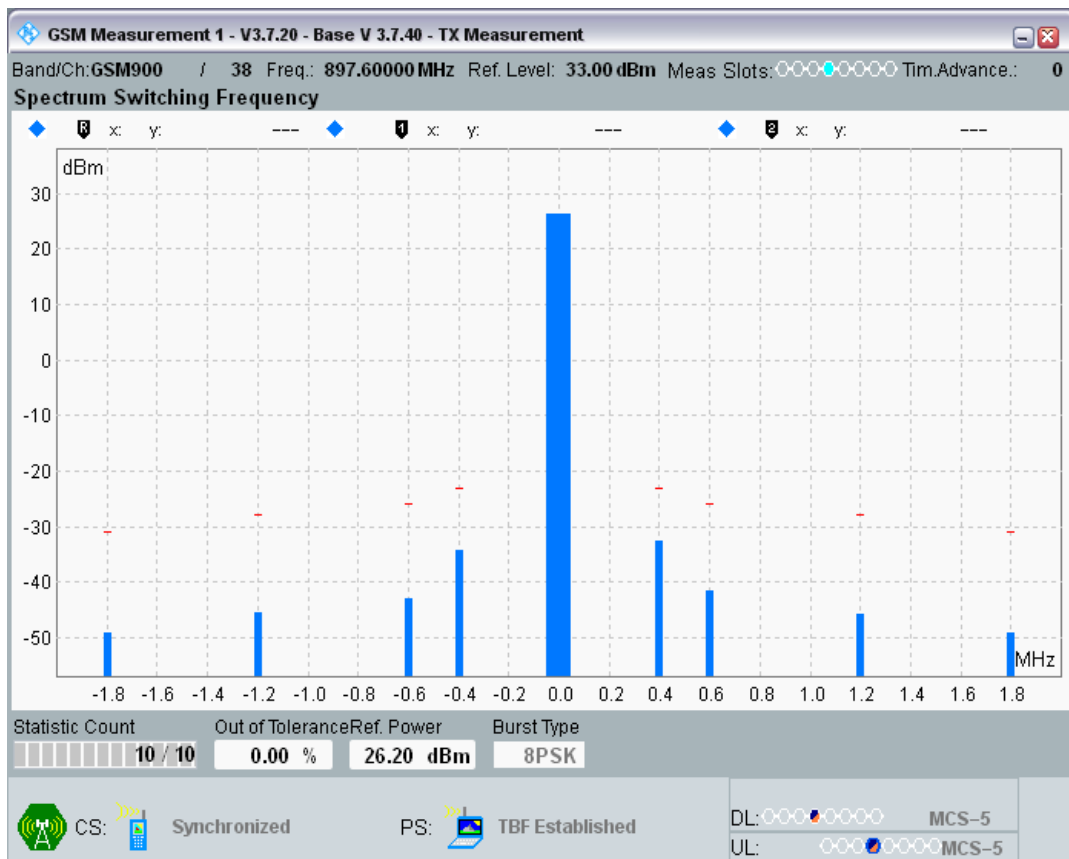 GSM Measurement 1 - V3.7.20 - Base V 3.7.40 - TX Measurement
Band/Ch:GSM900 / 38 Freq.: 897.60000 MHz Ref. Level: 33.00 dBm Meas Slots: Tim.Advance.: 0
Spectrum Switching Frequency
R x: y: --- 1 x: y: --- 2 x: y: ---
dBm
30
20
10
0
-10
-20
-30
-40
-50
MHz
-1.8 -1.6 -1.4 -1.2 -1.0 -0.8 -0.6 -0.4 -0.2 0.0 0.2 0.4 0.6 0.8 1.0 1.2 1.4 1.6 1.8
Statistic Count Out of Tolerance Ref. Power Burst Type
10 / 10 0.00 % 26.20 dBm 8PSK
CS: Synchronized PS: TBF Established DL: MCS-5
UL: MCS-5